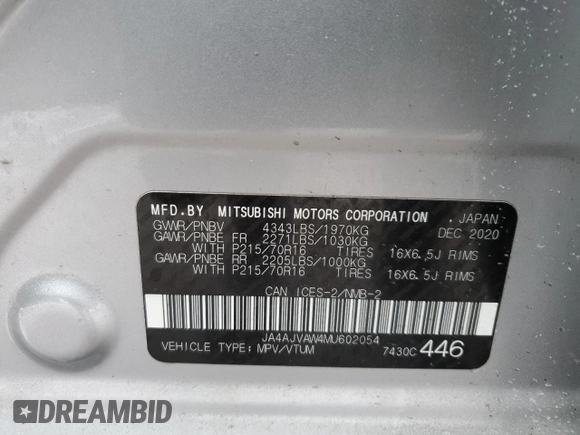 MFD.BY MITSUBISHI MOTORS CORPORATION JAPAN
GVWR/PNBV 4343LBS/1970KG DEC 2020
GAWR/PNBE FR 2271LBS/1030KG
WITH P215/70R16 TIRES 16X6.5J RIMS
GAWR/PNBE RR 2205LBS/1000KG
WITH P215/70R16 TIRES 16X6.5J RIMS
CAN ICES-2/NMB-2
JA4AJVAW4MU602054
VEHICLE TYPE:MPV/VTUM 7430C 446
DREAMBID